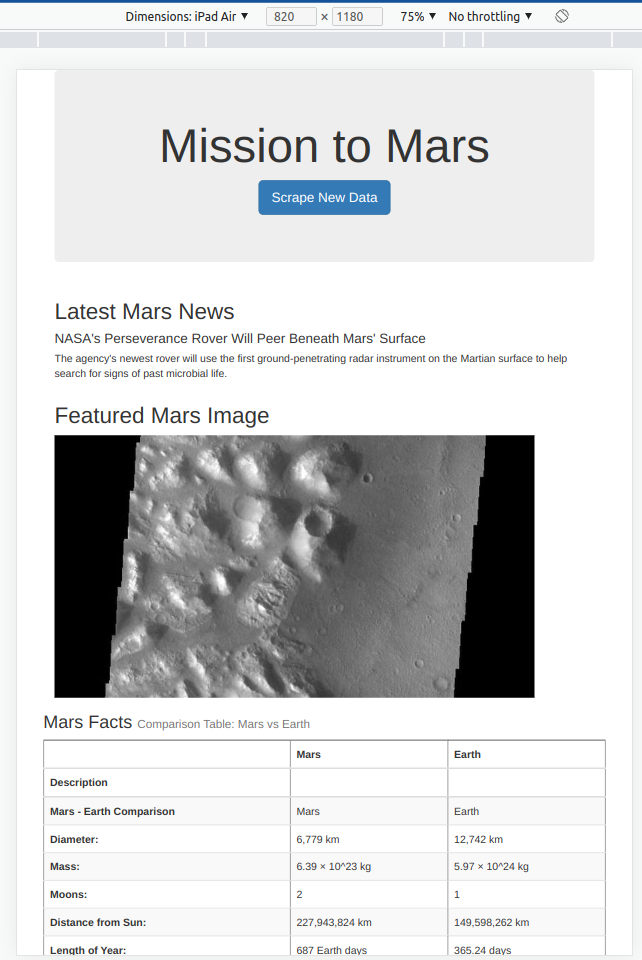 Dimensions: iPad Air ▼ 820 × 1180 75% ▼ No throttling ▼
Mission to Mars
Scrape New Data
Latest Mars News
NASA's Perseverance Rover Will Peer Beneath Mars' Surface
The agency's newest rover will use the first ground-penetrating radar instrument on the Martian surface to help
search for signs of past microbial life.
Featured Mars Image
Mars Facts Comparison Table: Mars vs Earth
Mars Earth
Description
Mars - Earth Comparison Mars Earth
Diameter: 6,779 km 12,742 km
Mass: 6.39 × 10^23 kg 5.97 × 10^24 kg
Moons: 2 1
Distance from Sun: 227,943,824 km 149,598,262 km
Length of Year: 687 Earth days 365.24 days